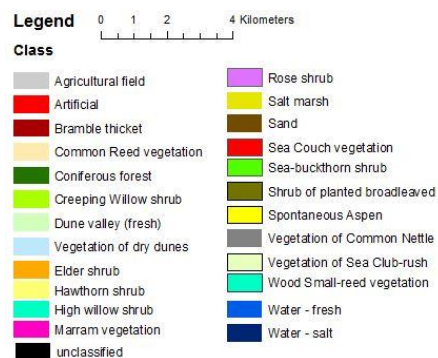 Legend 0 1 2 4 Kilometers
Class
Agricultural field
Artificial
Bramble thicket
Common Reed vegetation
Coniferous forest
Creeping Willow shrub
Dune valley (fresh)
Vegetation of dry dunes
Elder shrub
Hawthorn shrub
High willow shrub
Marram vegetation
unclassified
Rose shrub
Salt marsh
Sand
Sea Couch vegetation
Sea-buckthorn shrub
Shrub of planted broadleaved
Spontaneous Aspen
Vegetation of Common Nettle
Vegetation of Sea Club-rush
Wood Small-reed vegetation
Water - fresh
Water - salt